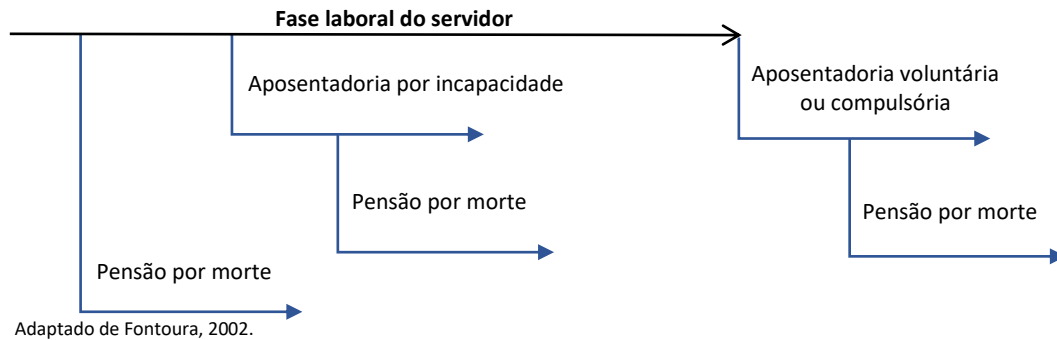 Fase laboral do servidor
Aposentadoria por incapacidade
Aposentadoria voluntária
ou compulsória
Pensão por morte
Pensão por morte
Pensão por morte
Adaptado de Fontoura, 2002.